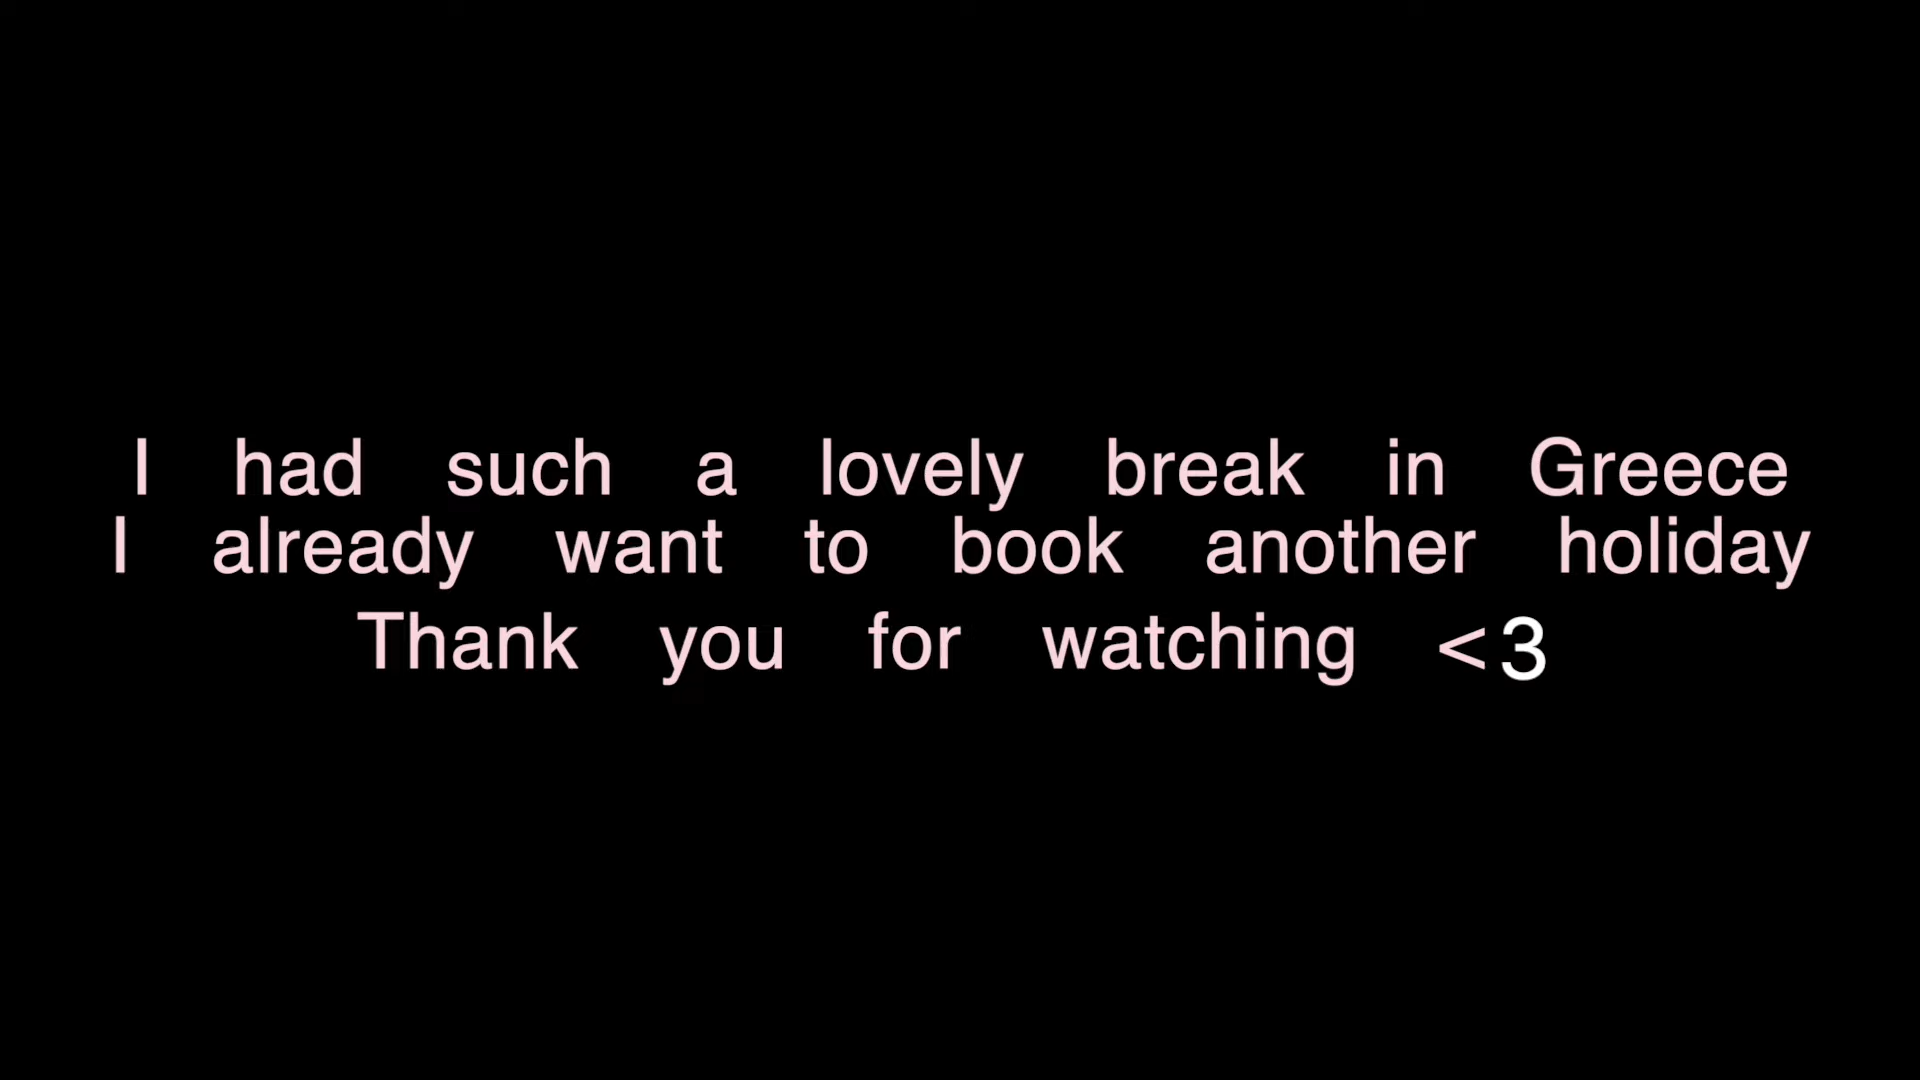 I had such a lovely break in Greece
I already want to book another holiday
Thank you for watching <3